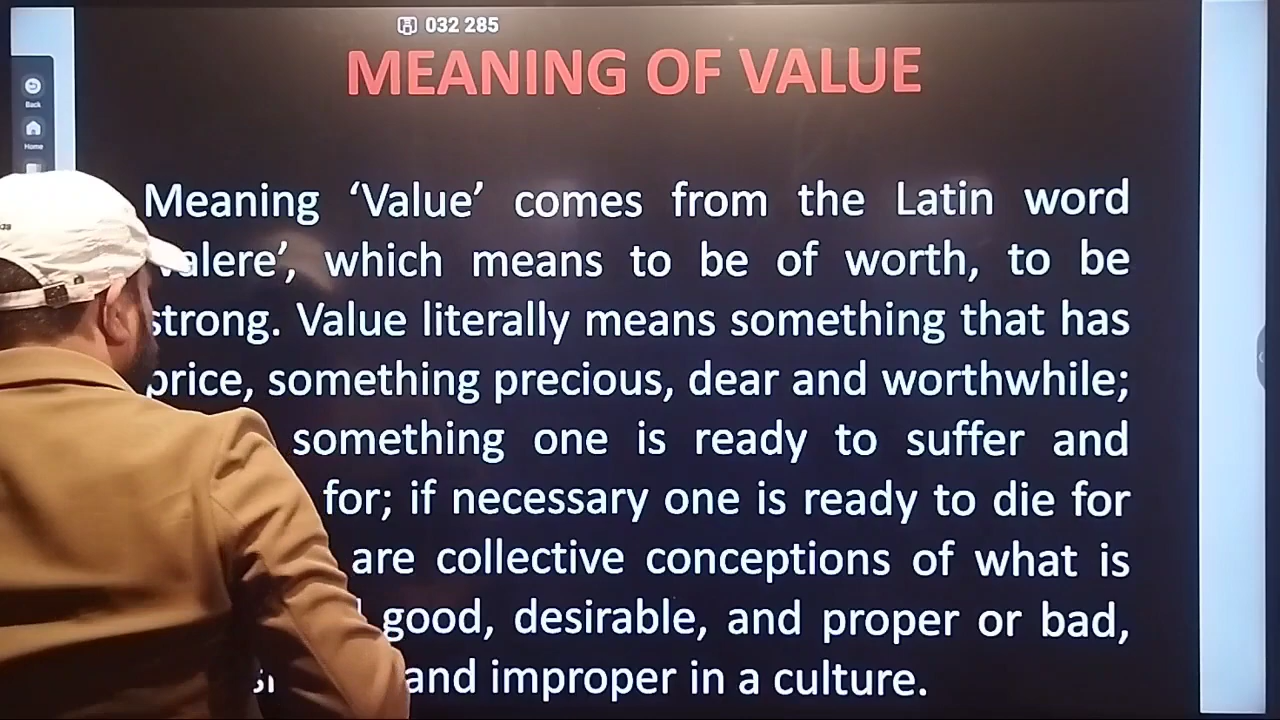 032 285
MEANING OF VALUE
Back
Home
Meaning ‘Value’ comes from the Latin word
valere’, which means to be of worth, to be
strong. Value literally means something that has
price, something precious, dear and worthwhile;
something one is ready to suffer and
for; if necessary one is ready to die for
are collective conceptions of what is
good, desirable, and proper or bad,
and improper in a culture.